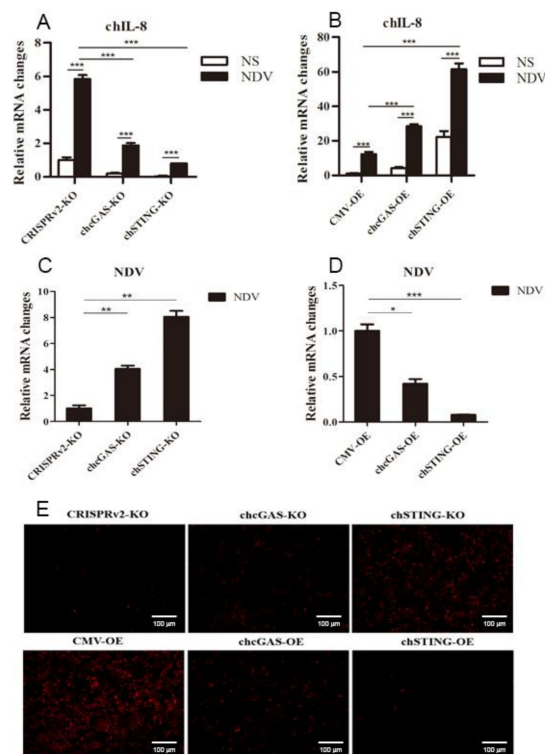 A
chIL-8
Relative mRNA changes
8
6
4
2
0
***
***
***
***
***
NS
NDV
CRISPRv2-KO
chcGAS-KO
chSTING-KO
B
chIL-8
Relative mRNA changes
80
60
40
20
0
***
***
***
***
***
NS
NDV
CMV-OE
chcGAS-OE
chSTING-OE
C
NDV
Relative mRNA changes
10
8
6
4
2
0
**
**
NDV
CRISPRv2-KO
chcGAS-KO
chSTING-KO
D
NDV
Relative mRNA changes
1.5
1.0
0.5
0.0
***
*
NDV
CMV-OE
chcGAS-OE
chSTING-OE
E
CRISPRv2-KO chcGAS-KO chSTING-KO
100 μm 100 μm 100 μm
CMV-OE chcGAS-OE chSTING-OE
100 μm 100 μm 100 μm